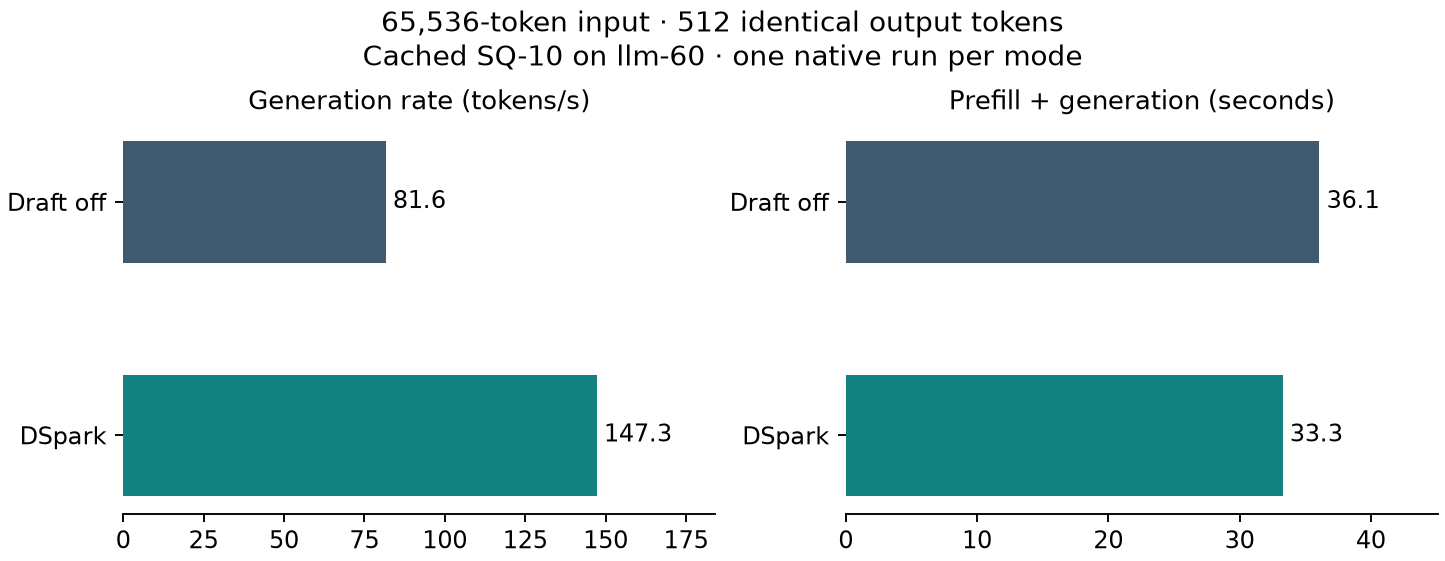 65,536-token input · 512 identical output tokens
Cached SQ-10 on llm-60 · one native run per mode
Generation rate (tokens/s)
Draft off
81.6
DSpark
147.3
0 25 50 75 100 125 150 175
Prefill + generation (seconds)
Draft off
36.1
DSpark
33.3
0 10 20 30 40